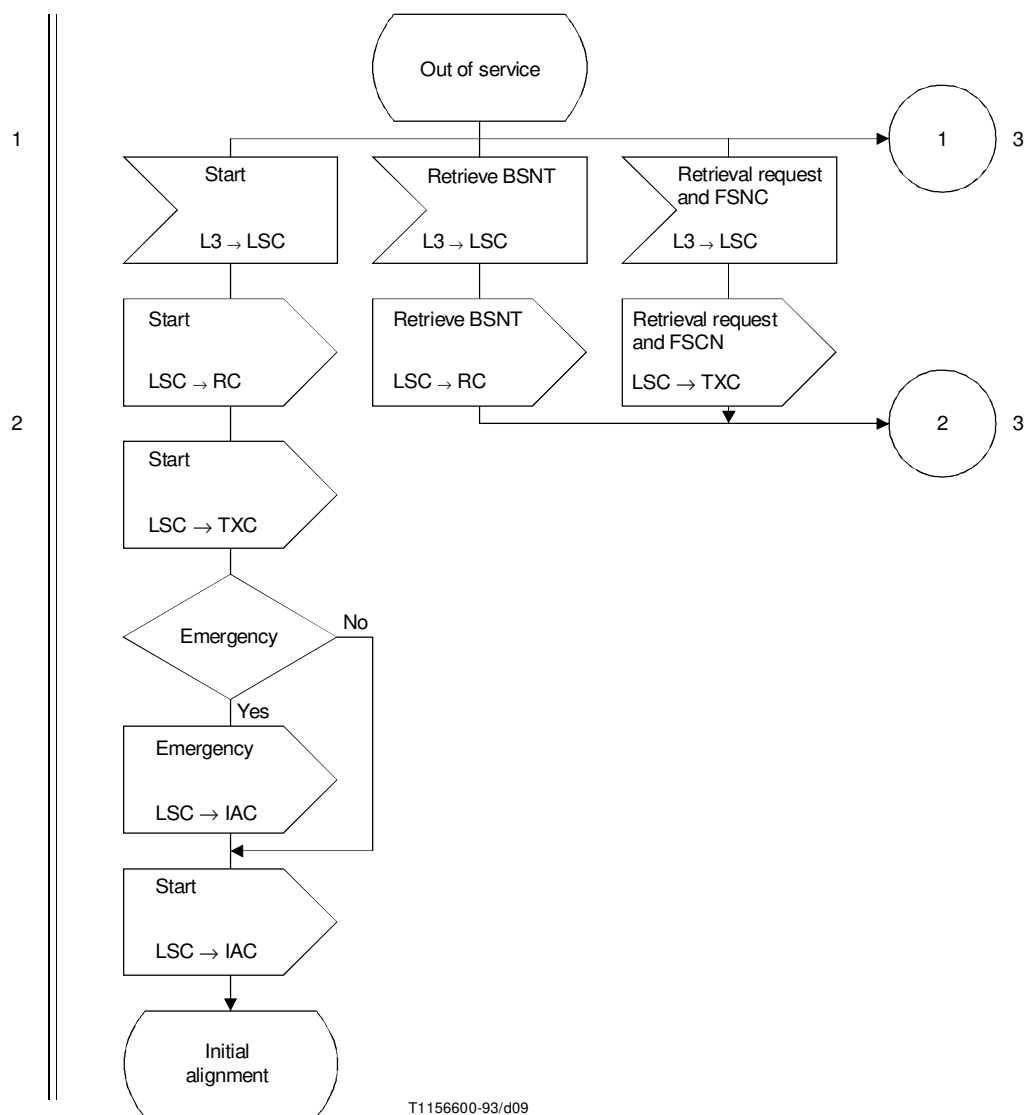 Out of service
1
1
3
Start
L3 → LSC
Retrieve BSNT
L3 → LSC
Retrieval request
and FSNC
L3 → LSC
Start
LSC → RC
Retrieve BSNT
LSC → RC
Retrieval request
and FSCN
LSC → TXC
2
2
3
Start
LSC → TXC
Emergency
No
Yes
Emergency
LSC → IAC
Start
LSC → IAC
Initial
alignment
T1156600-93/d09